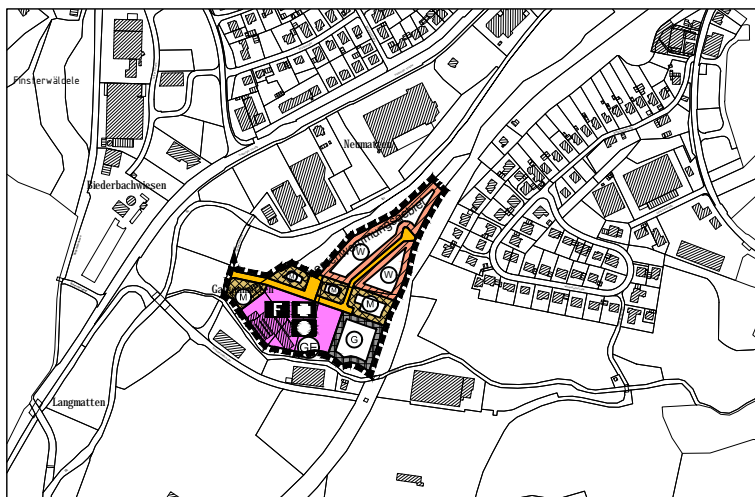 Finsterwäldele
Neumatten
Biederbachwiesen
W
W
M
M
M
M
F
G
GE
Langmatten